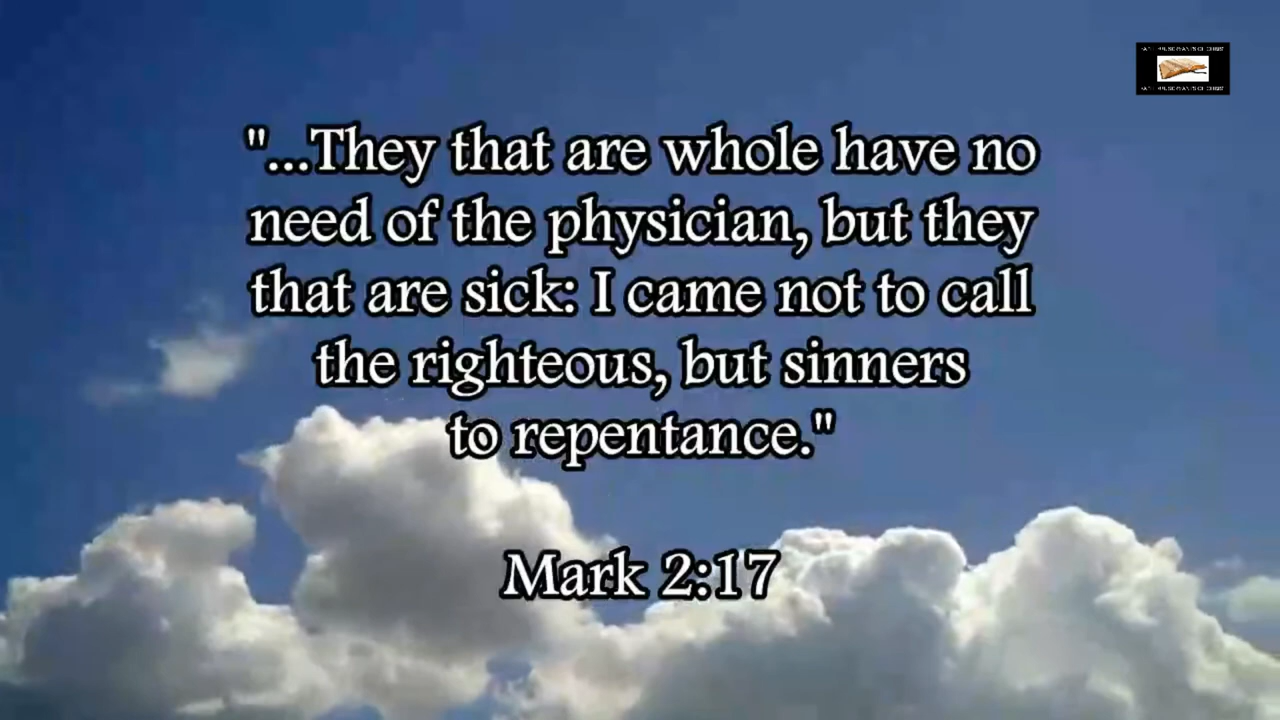 "...They that are whole have no
need of the physician, but they
that are sick: I came not to call
the righteous, but sinners
to repentance."
Mark 2:17